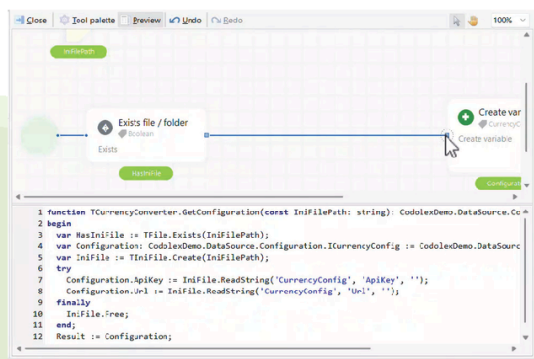 Close Tool palette Preview Undo Redo 100%
IniFilePath
Exists file / folder
Boolean
Exists
HasIniFile
Create var
CurrencyC
Create variable
Configurat
1 function TCurrencyConverter.GetConfiguration(const IniFilePath: string): CodolexDemo.DataSource.Co
2 begin
3 var HasIniFile := TFile.Exists(IniFilePath);
4 var Configuration: CodolexDemo.DataSource.Configuration.ICurrencyConfig := CodolexDemo.DataSourc
5 var IniFile := TIniFile.Create(IniFilePath);
6 try
7 Configuration.ApiKey := IniFile.ReadString('CurrencyConfig', 'ApiKey', '');
8 Configuration.Url := IniFile.ReadString('CurrencyConfig', 'Url', '');
9 finally
10 IniFile.Free;
11 end;
12 Result := Configuration;